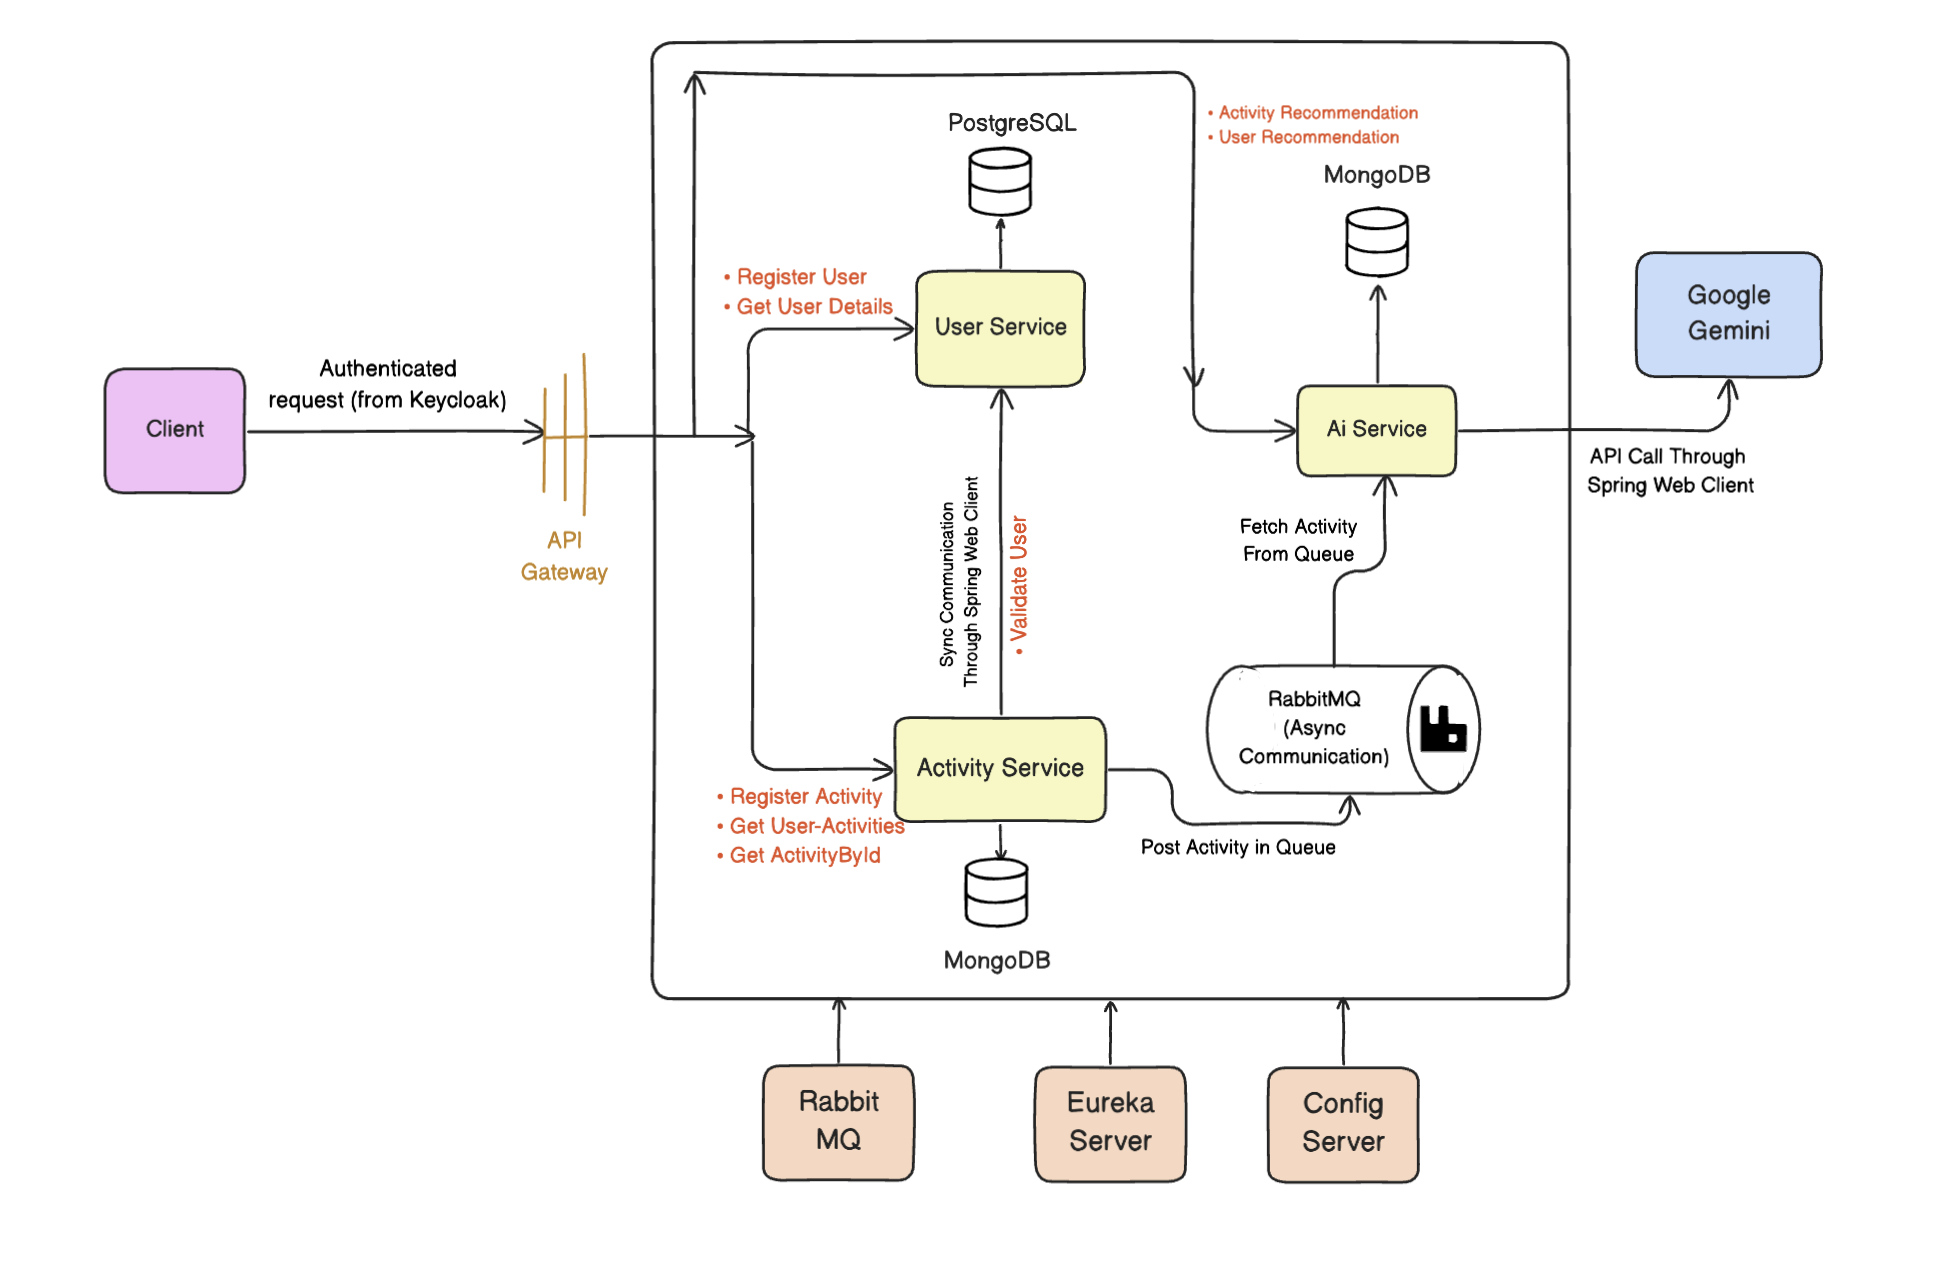 PostgreSQL
• Activity Recommendation
• User Recommendation
MongoDB
• Register User
• Get User Details
User Service
Google
Gemini
Authenticated
request (from Keycloak)
Client
API
Gateway
Ai Service
API Call Through
Spring Web Client
Sync Communication
Through Spring Web Client
• Validate User
Fetch Activity
From Queue
RabbitMQ
(Async
Communication)
Activity Service
• Register Activity
• Get User-Activities
• Get ActivityById
Post Activity in Queue
MongoDB
Rabbit
MQ
Eureka
Server
Config
Server